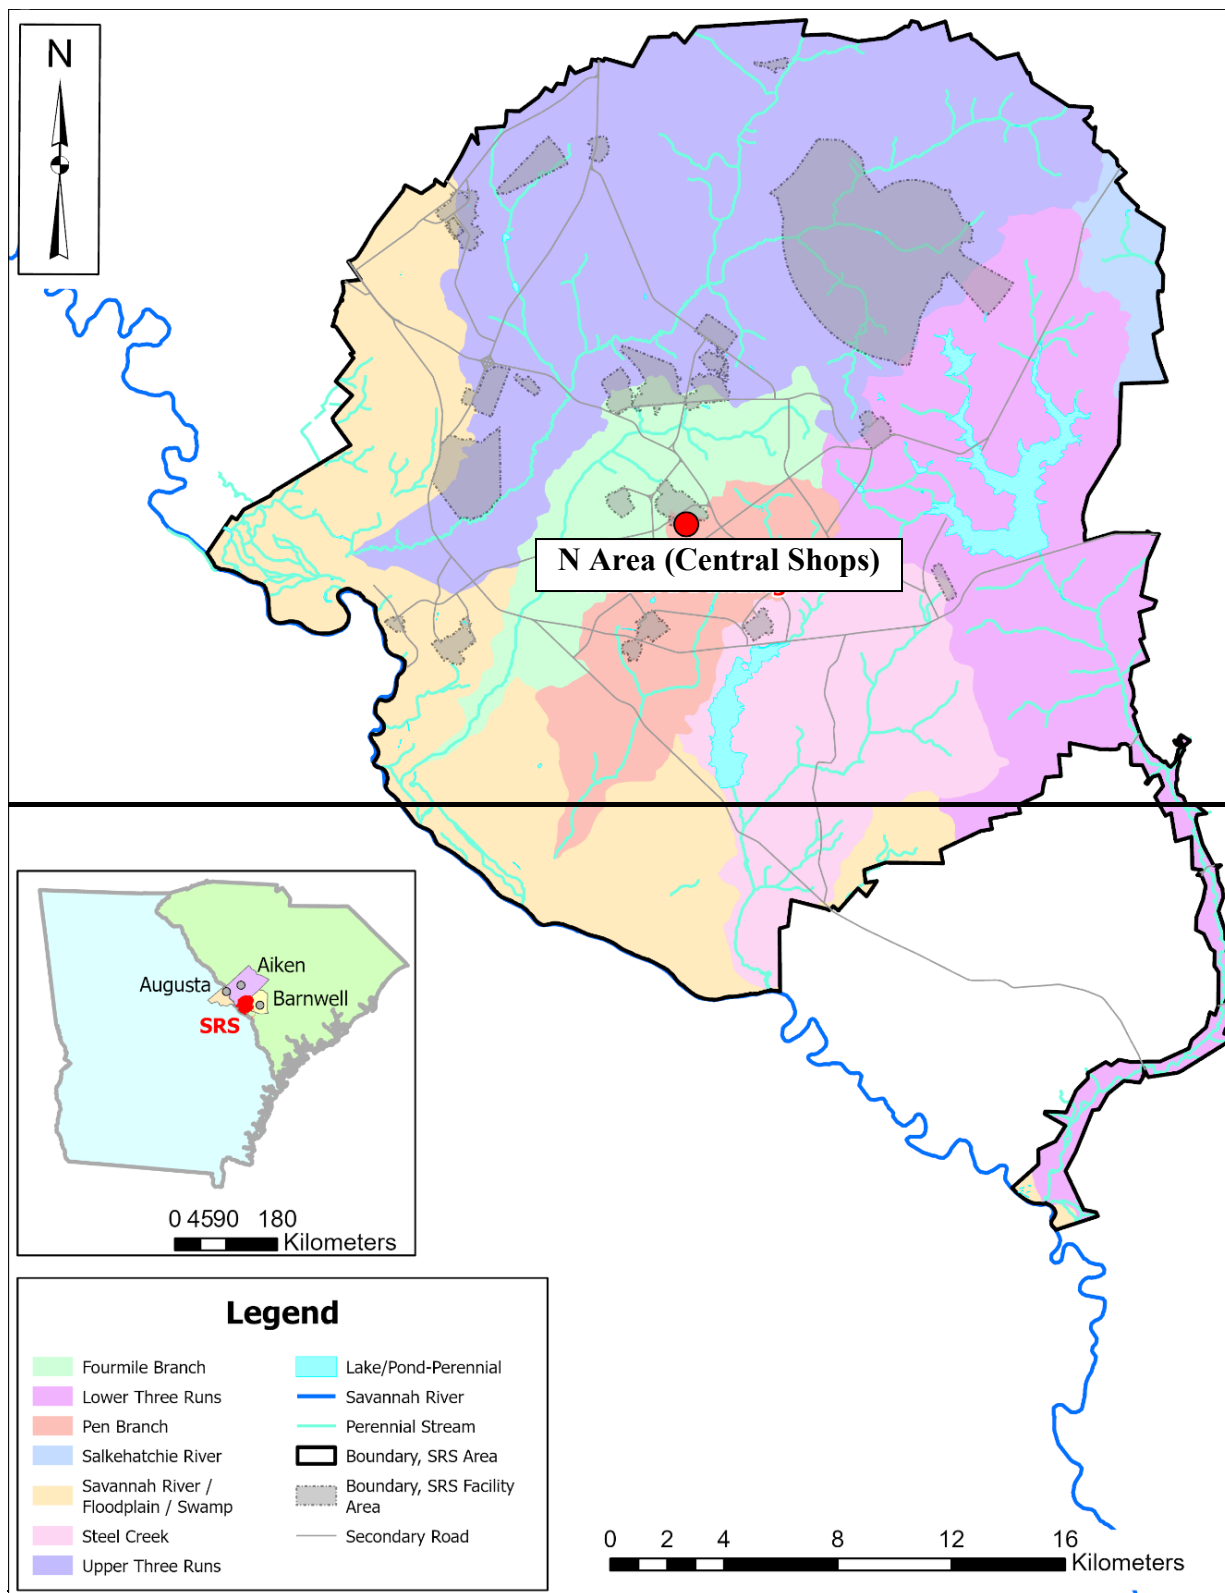 N
N Area (Central Shops)
Aiken
Augusta
Barnwell
SRS
0 4590 180
Kilometers
Legend
Fourmile Branch
Lower Three Runs
Pen Branch
Salkehatchie River
Savannah River /
Floodplain / Swamp
Steel Creek
Upper Three Runs
Lake/Pond-Perennial
Savannah River
Perennial Stream
Boundary, SRS Area
Boundary, SRS Facility
Area
Secondary Road
0 2 4 8 12 16
Kilometers